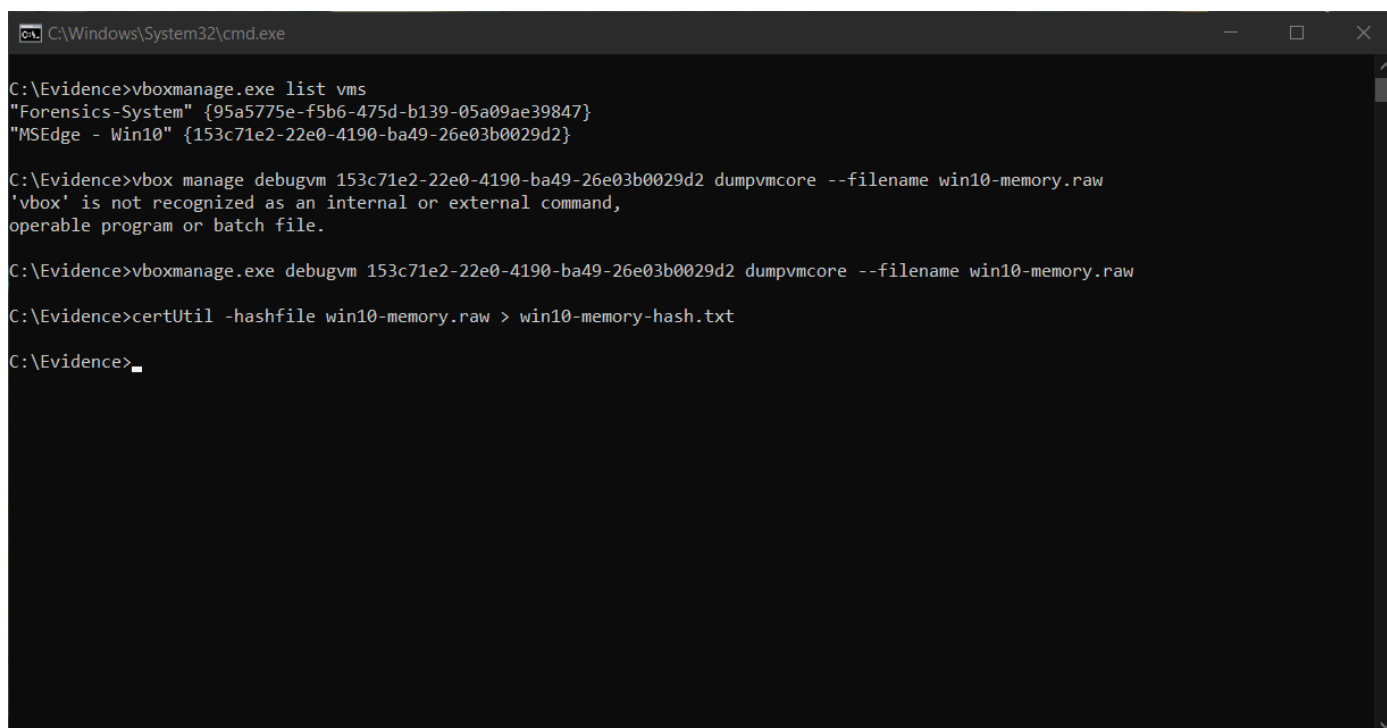 C:\Windows\System32\cmd.exe
C:\Evidence>vboxmanage.exe list vms
"Forensics-System" {95a5775e-f5b6-475d-b139-05a09ae39847}
"MSEdge - Win10" {153c71e2-22e0-4190-ba49-26e03b0029d2}
C:\Evidence>vbox manage debugvm 153c71e2-22e0-4190-ba49-26e03b0029d2 dumpvmcore --filename win10-memory.raw
'vbox' is not recognized as an internal or external command,
operable program or batch file.
C:\Evidence>vboxmanage.exe debugvm 153c71e2-22e0-4190-ba49-26e03b0029d2 dumpvmcore --filename win10-memory.raw
C:\Evidence>certUtil -hashfile win10-memory.raw > win10-memory-hash.txt
C:\Evidence>